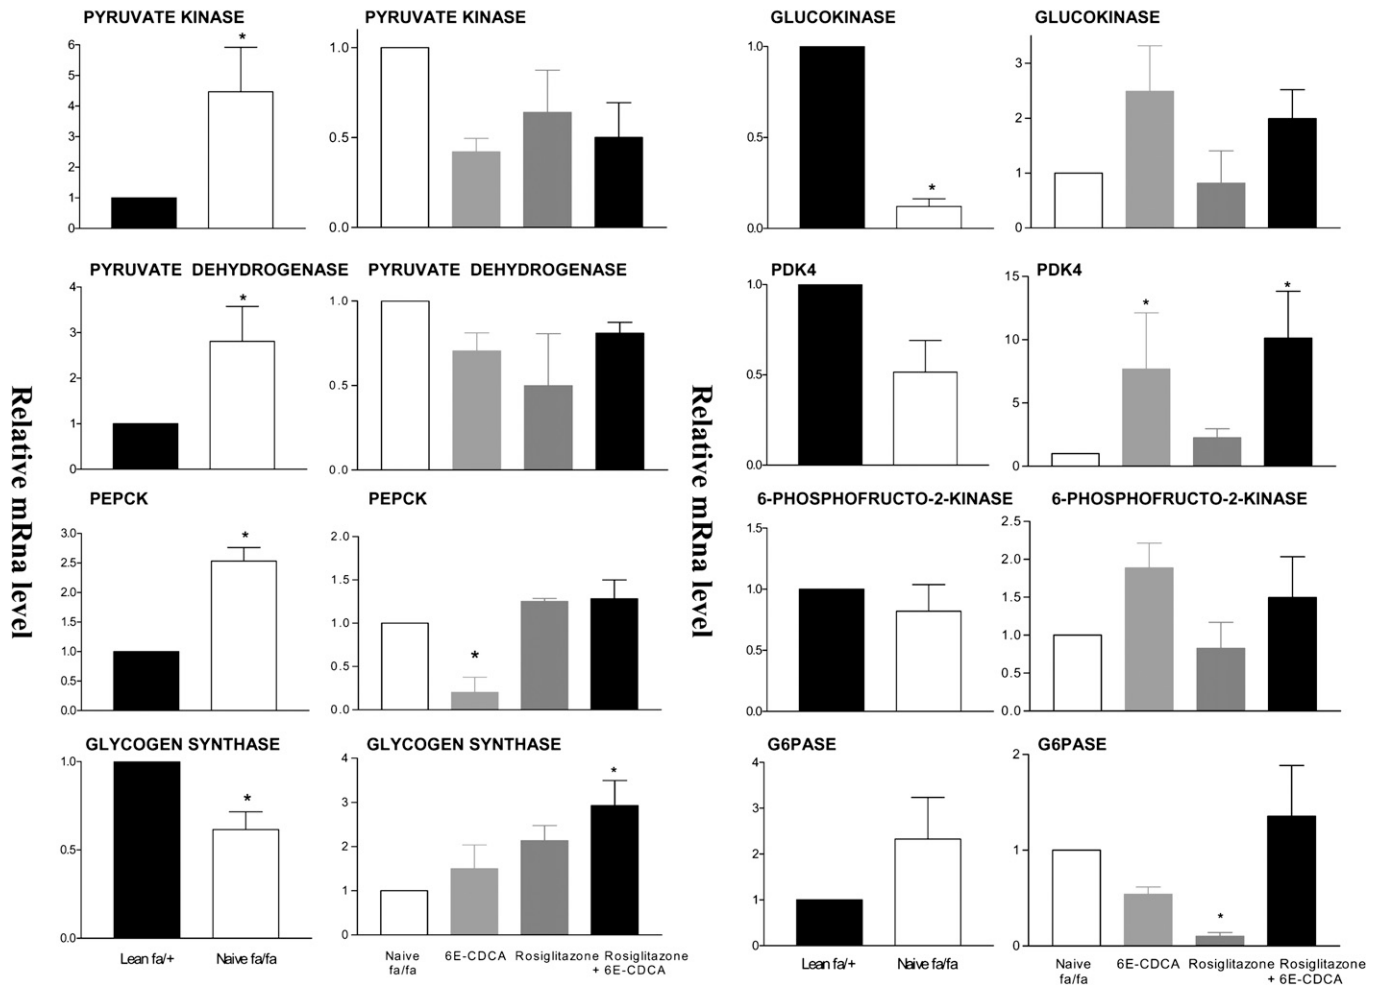 PYRUVATE KINASE
6
5
4
3
2
1
0
*
PYRUVATE KINASE
1.0
0.5
0.0
GLUCOKINASE
1.0
0.5
0.0
*
GLUCOKINASE
3
2
1
0
PYRUVATE DEHYDROGENASE
4
3
2
1
0
*
PYRUVATE DEHYDROGENASE
1.0
0.5
0.0
PDK4
1.0
0.5
0.0
PDK4
15
10
5
0
*
*
Relative mRna level
Relative mRna level
PEPCK
3.0
2.5
2.0
1.5
1.0
0.5
0.0
*
PEPCK
2.0
1.5
1.0
0.5
0.0
*
6-PHOSPHOFRUCTO-2-KINASE
1.5
1.0
0.5
0.0
6-PHOSPHOFRUCTO-2-KINASE
2.5
2.0
1.5
1.0
0.5
0.0
GLYCOGEN SYNTHASE
1.0
0.5
0.0
*
Lean fa/+
Naive fa/fa
GLYCOGEN SYNTHASE
4
3
2
1
0
*
Naive
fa/fa
6E-CDCA
Rosiglitazone
Rosiglitazone
+ 6E-CDCA
G6PASE
4
3
2
1
0
Lean fa/+
Naive fa/fa
G6PASE
2
1
0
*
Naive
fa/fa
6E-CDCA
Rosiglitazone
Rosiglitazone
+ 6E-CDCA